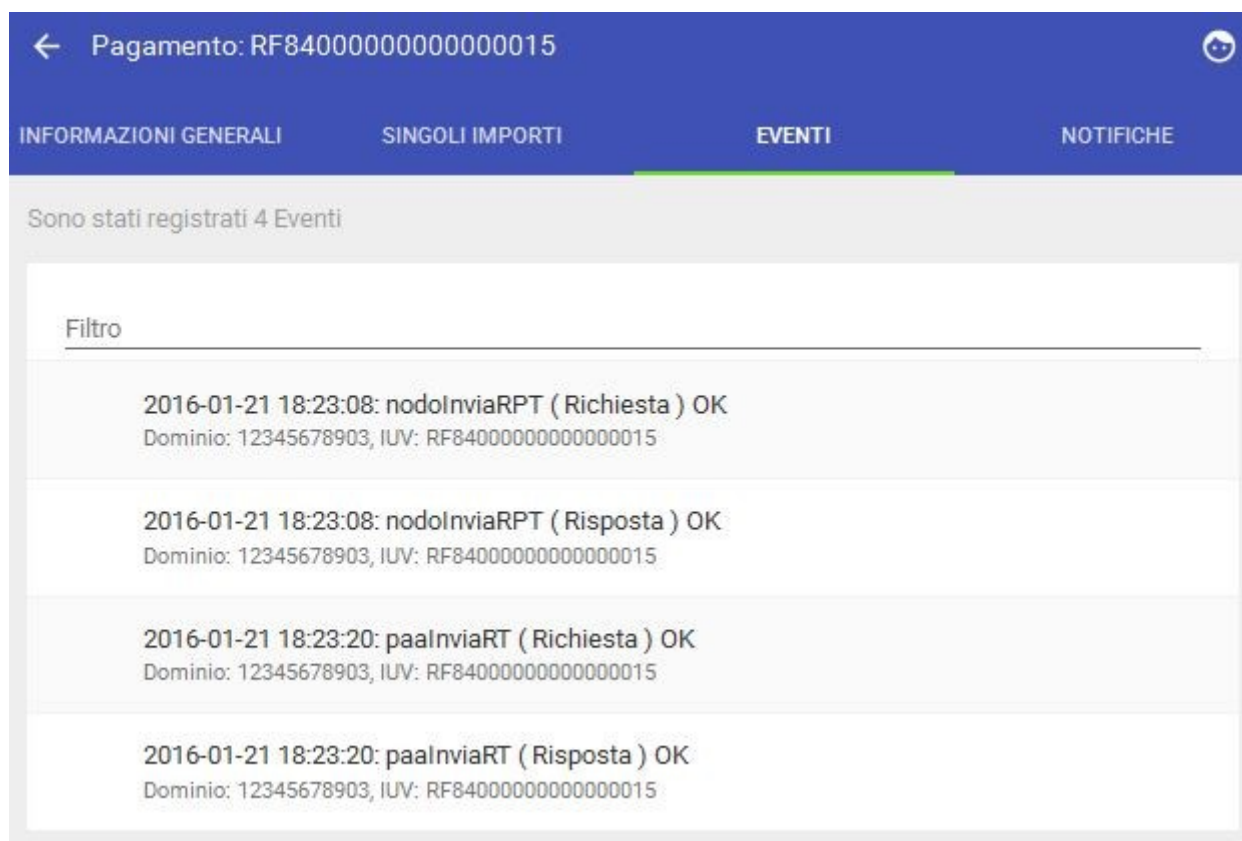 Pagamento: RF84000000000000015
INFORMAZIONI GENERALI SINGOLI IMPORTI EVENTI NOTIFICHE
Sono stati registrati 4 Eventi
Filtro
2016-01-21 18:23:08: nodoInviaRPT ( Richiesta ) OK
Dominio: 12345678903, IUV: RF84000000000000015
2016-01-21 18:23:08: nodoInviaRPT ( Risposta ) OK
Dominio: 12345678903, IUV: RF84000000000000015
2016-01-21 18:23:20: paaInviaRT ( Richiesta ) OK
Dominio: 12345678903, IUV: RF84000000000000015
2016-01-21 18:23:20: paaInviaRT ( Risposta ) OK
Dominio: 12345678903, IUV: RF84000000000000015